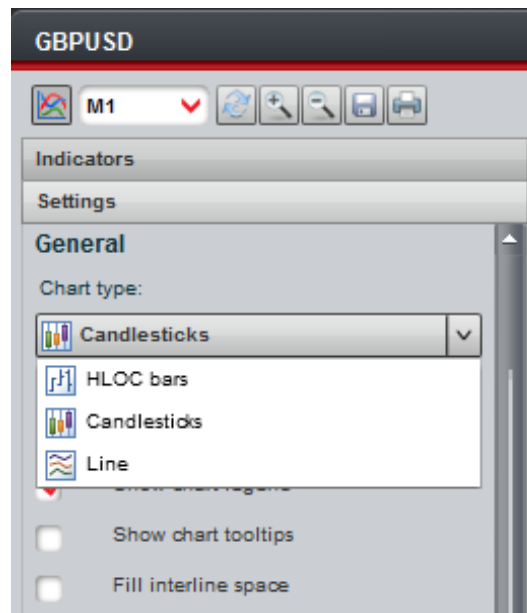 GBPUSD
M1
Indicators
Settings
General
Chart type:
Candlesticks
HLOC bars
Candlesticks
Line
Show chart tooltips
Fill interline space